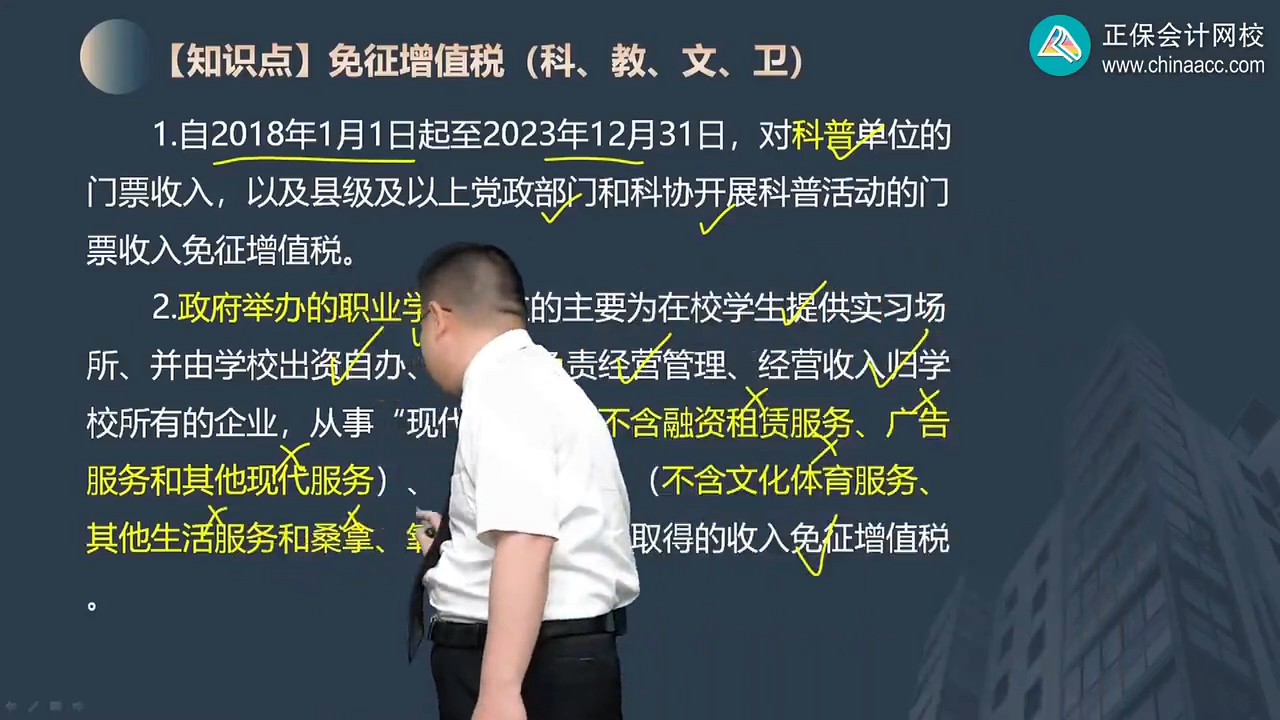 【知识点】免征增值税（科、教、文、卫）
正保会计网校
www.chinaacc.com
1.自2018年1月1日起至2023年12月31日，对科普单位的
门票收入，以及县级及以上党政部门和科协开展科普活动的门
票收入免征增值税。
2.政府举办的职业学 的主要为在校学生提供实习场
所、并由学校出资自办、 负责经营管理、经营收入归学
校所有的企业，从事“现代 不含融资租赁服务、广告
服务和其他现代服务）、 （不含文化体育服务、
其他生活服务和桑拿、氧 取得的收入免征增值税
。